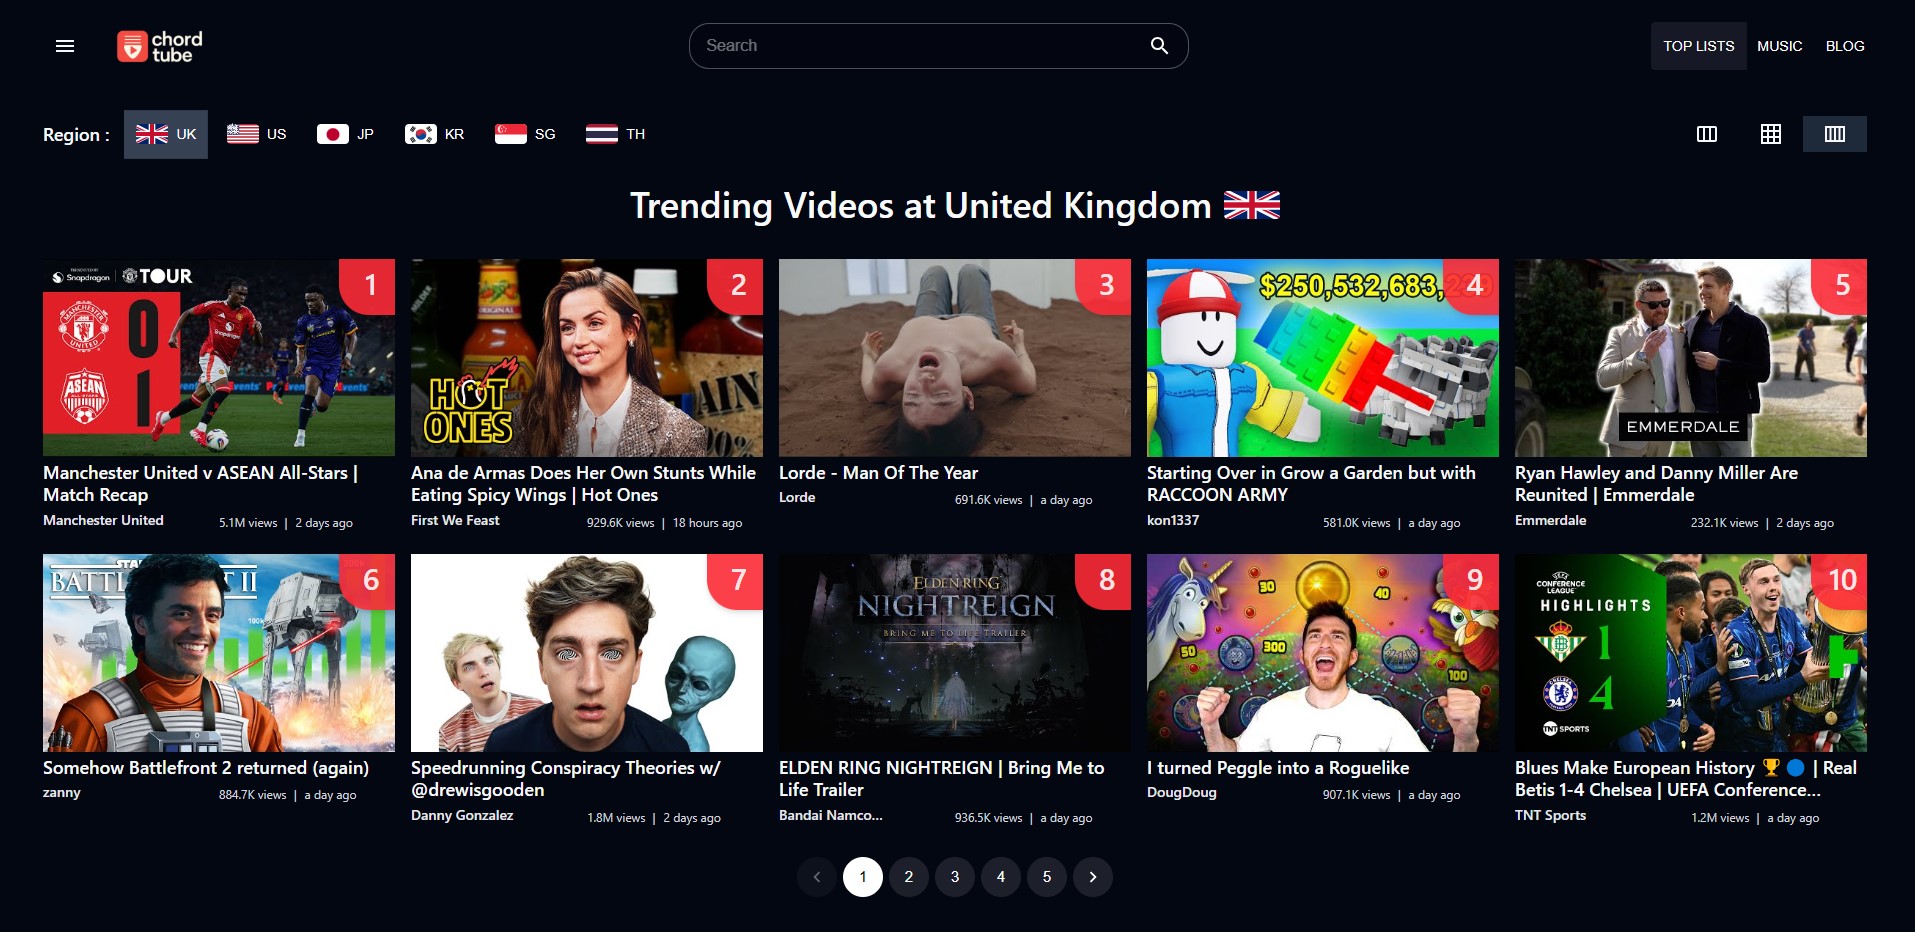 chord
tube
Search
TOP LISTS
MUSIC
BLOG
Region :
UK
US
JP
KR
SG
TH
Trending Videos at United Kingdom
Snapdragon
TOUR
1
MANCHESTER
UNITED
0
1
ASEAN
Manchester United v ASEAN All-Stars |
Match Recap
Manchester United
5.1M views | 2 days ago
2
ORIGINAL
HOT
ONES
Ana de Armas Does Her Own Stunts While
Eating Spicy Wings | Hot Ones
First We Feast
929.6K views | 18 hours ago
3
Lorde - Man Of The Year
Lorde
691.6K views | a day ago
$250,532,683,
4
Starting Over in Grow a Garden but with
RACCOON ARMY
kon1337
581.0K views | a day ago
5
EMMERDALE
Ryan Hawley and Danny Miller Are
Reunited | Emmerdale
Emmerdale
232.1K views | 2 days ago
6
100k
Somehow Battlefront 2 returned (again)
zanny
884.7K views | a day ago
7
Speedrunning Conspiracy Theories w/
@drewisgooden
Danny Gonzalez
1.8M views | 2 days ago
8
ELDEN RING
NIGHTREIGN
BRING ME TO LIFE TRAILER
ELDEN RING NIGHTREIGN | Bring Me to
Life Trailer
Bandai Namco...
936.5K views | a day ago
9
30
40
50
300
100
I turned Peggle into a Roguelike
DougDoug
907.1K views | a day ago
10
UEFA
CONFERENCE
LEAGUE
HIGHLIGHTS
1
4
24
TNT SPORTS
Blues Make European History 🏆 🔵 | Real
Betis 1-4 Chelsea | UEFA Conference...
TNT Sports
1.2M views | a day ago
1
2
3
4
5